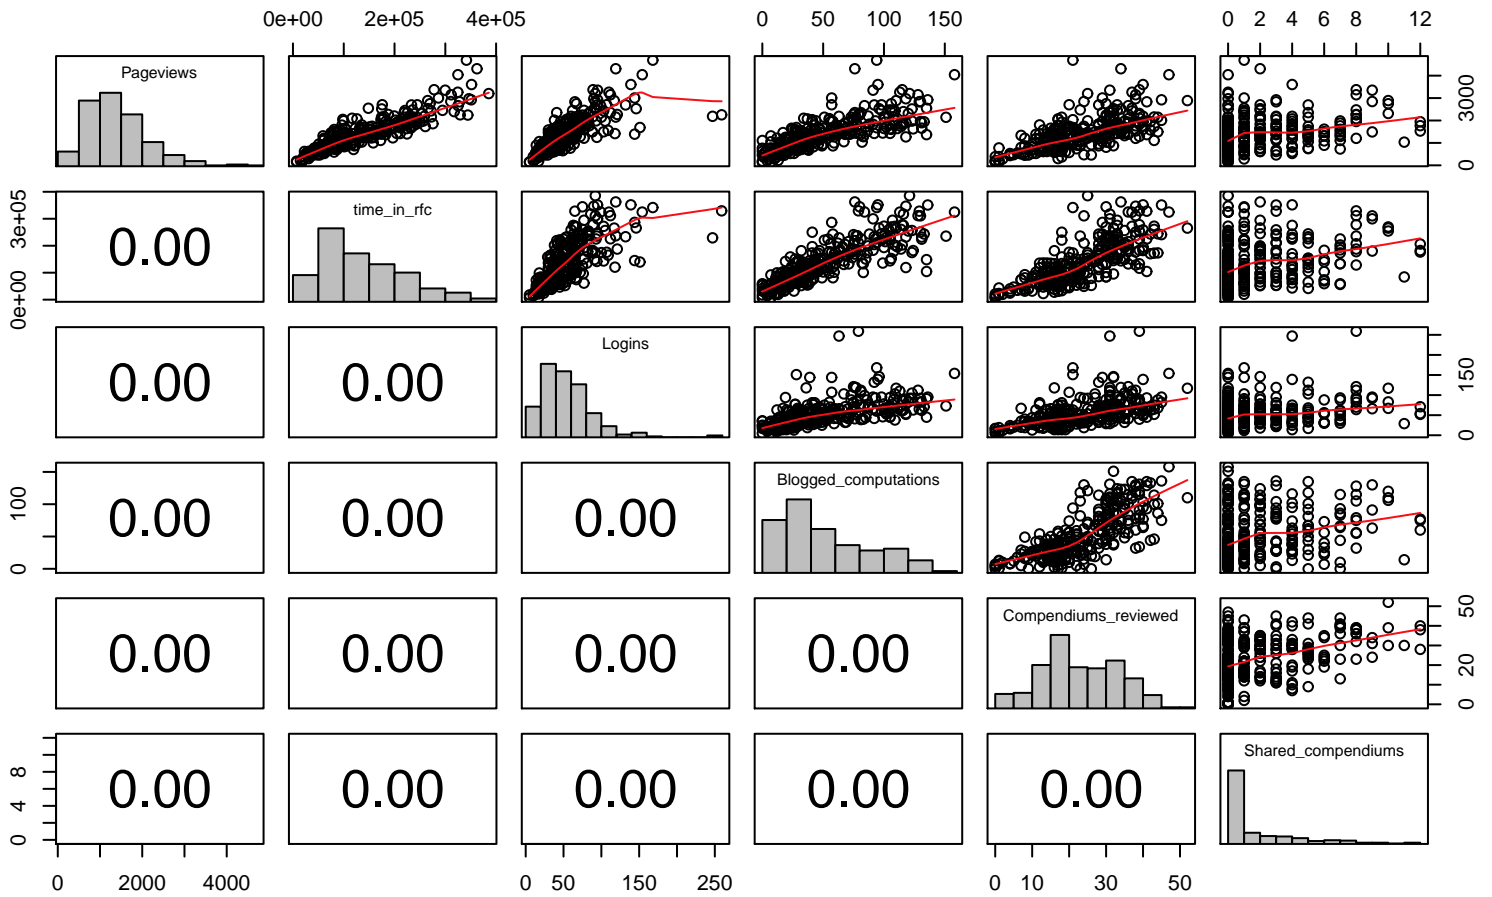 0e+00 2e+05 4e+05 0 50 100 150 0 2 4 6 8 10 12
Pageviews
0 3000
0e+00 3e+05
0.00
time_in_rfc
0.00 0.00
Logins
0 150
0 100
0.00 0.00 0.00
Blogged_computations
0.00 0.00 0.00 0.00
Compendiums_reviewed
0 20 50
0 4 8
0.00 0.00 0.00 0.00 0.00
Shared_compendiums
0 2000 4000 0 50 150 250 0 10 30 50